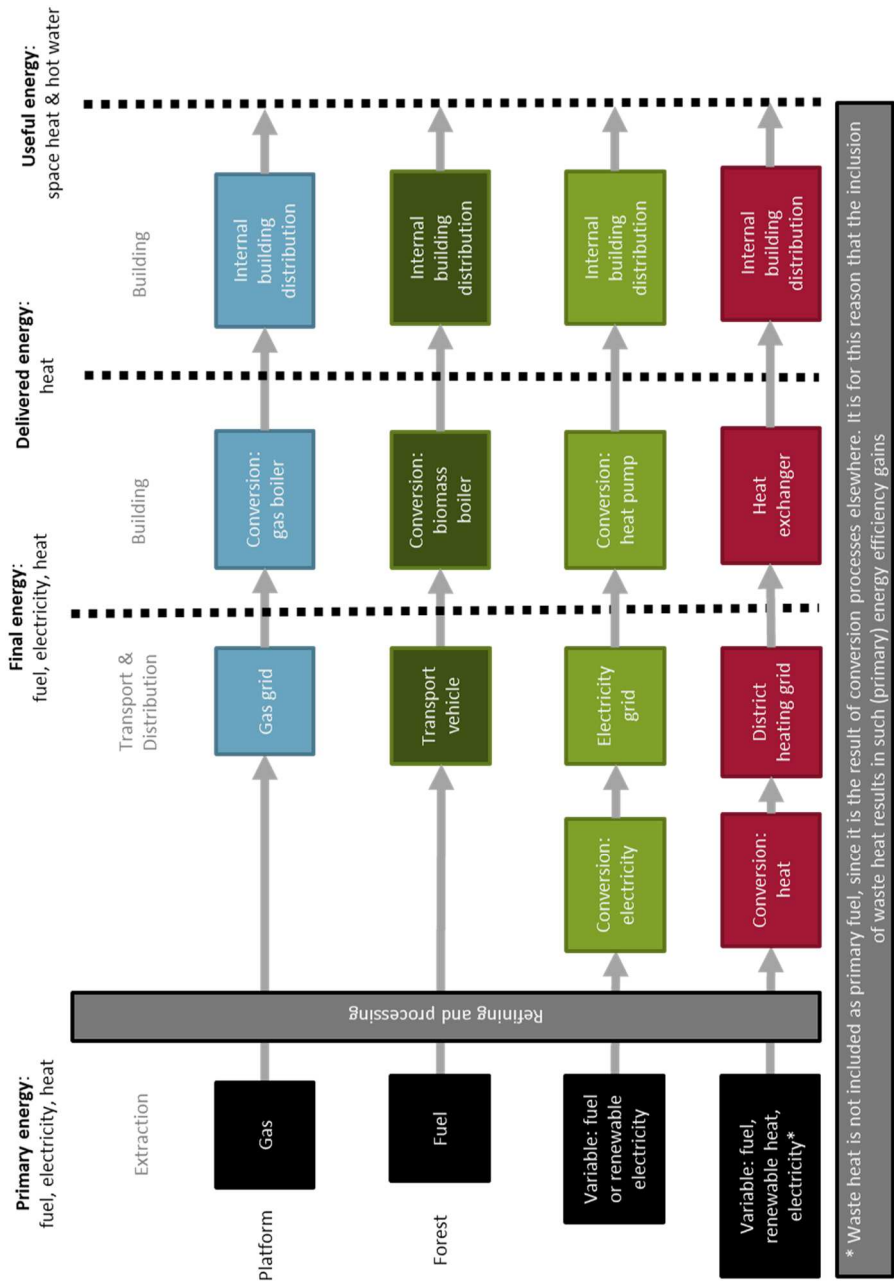 Primary energy:
fuel, electricity, heat
Final energy:
fuel, electricity, heat
Delivered energy:
heat
Useful energy:
space heat & hot water
Extraction
Transport &
Distribution
Building
Building
Platform
Gas
Gas grid
Conversion:
gas boiler
Internal
building
distribution
Forest
Fuel
Transport
vehicle
Conversion:
biomass
boiler
Internal
building
distribution
Variable: fuel
or renewable
electricity
Conversion:
electricity
Electricity
grid
Conversion:
heat pump
Internal
building
distribution
Variable: fuel,
renewable heat,
electricity*
Conversion:
heat
District
heating grid
Heat
exchanger
Internal
building
distribution
Refining and processing
* Waste heat is not included as primary fuel, since it is the result of conversion processes elsewhere. It is for this reason that the inclusion
of waste heat results in such (primary) energy efficiency gains